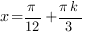 x = π/12 + πk/3